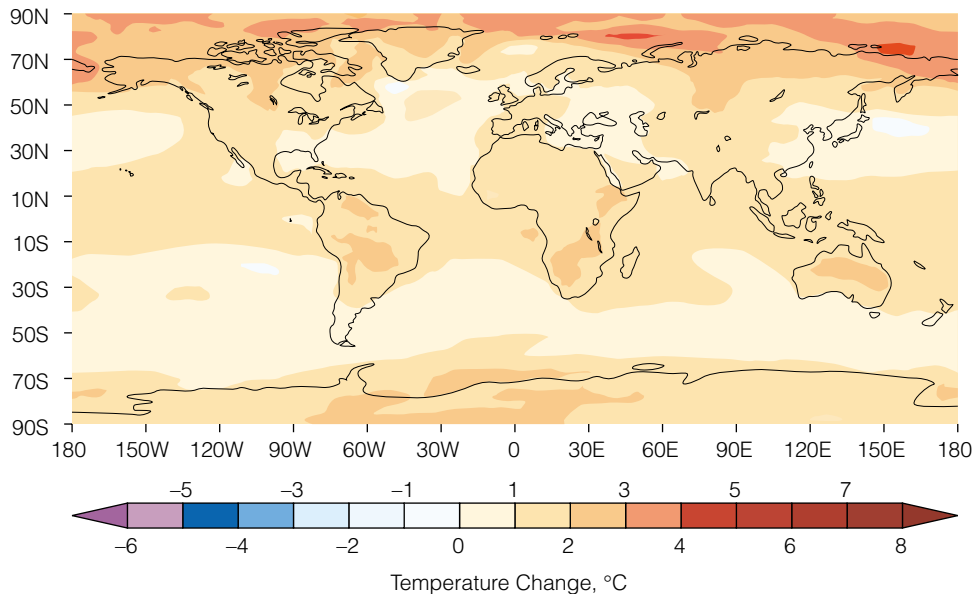 90N
70N
50N
30N
10N
10S
30S
50S
70S
90S
180 150W 120W 90W 60W 30W 0 30E 60E 90E 120E 150E 180
−5 −3 −1 1 3 5 7
−6 −4 −2 0 2 4 6 8
Temperature Change, °C